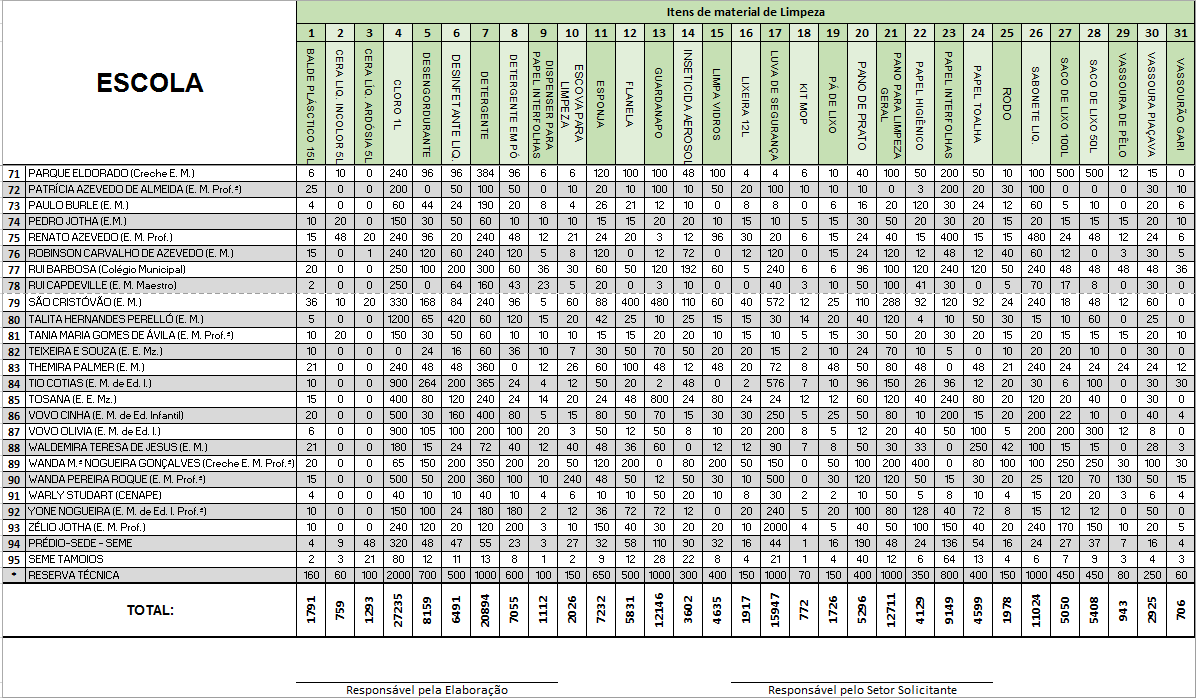 ESCOLA
Itens de material de Limpeza
1 2 3 4 5 6 7 8 9 10 11 12 13 14 15 16 17 18 19 20 21 22 23 24 25 26 27 28 29 30 31
BALDE PLÁSCTICO 15L
CERA LIQ. INCOLOR 5L
CERA LÍQ. ARDÓSIA 5L
CLORO 1L
DESENGORDURANTE
DESINFETANTE LIQ.
DETERGENTE
DETERGENTE EM PÓ
DISPENSER PARA
PAPEL INTERFOLHAS
ESCOVA PARA
LIMPEZA
ESPONJA
FLANELA
GUARDANAPO
INSETICIDA AEROSOL
LIMPA VIDROS
LIXEIRA 12L
LUVA DE SEGURANÇA
KIT MOP
PÁ DE LIXO
PANO DE PRATO
PANO PARA LIMPEZA
GERAL
PAPEL HIGIÊNICO
PAPEL INTERFOLHAS
PAPEL TOALHA
RODO
SABONETE LIQ.
SACO DE LIXO 100L
SACO DE LIXO 50L
VASSOURA DE PÊLO
VASSOURA PIAÇAVA
VASSOURÃO GARI
71 PARQUE ELDORADO (Creche E. M.) 6 10 0 240 96 96 384 96 6 6 120 100 100 48 100 4 4 6 10 40 100 50 200 50 10 100 500 500 12 15 0
72 PATRÍCIA AZEVEDO DE ALMEIDA (E. M. Prof.ª) 25 0 0 200 0 50 100 50 0 20 10 100 100 10 50 20 100 10 10 10 0 3 200 20 30 100 0 0 0 30 10
73 PAULO BURLE (E. M.) 4 0 0 60 44 24 190 20 8 4 26 21 12 10 0 8 8 0 6 16 20 120 30 24 12 60 5 10 0 20 6
74 PEDRO JOTHA (E.M.) 10 20 0 150 30 50 60 10 10 10 15 15 20 20 10 10 15 5 15 30 50 20 30 20 15 20 15 15 15 20 10
75 RENATO AZEVEDO (E. M. Prof.) 15 48 20 240 96 20 240 48 12 21 24 20 3 12 96 30 20 6 15 24 40 15 400 15 15 480 24 48 12 24 6
76 ROBINSON CARVALHO DE AZEVEDO (E. M.) 15 0 1 240 120 60 240 120 5 8 120 0 12 72 0 12 120 0 15 24 120 12 48 12 40 60 12 0 3 30 5
77 RUI BARBOSA (Colégio Municipal) 20 0 0 250 100 200 300 60 36 30 60 50 120 192 60 5 240 6 6 96 100 120 240 120 50 240 48 48 48 48 36
78 RUI CAPDEVILLE (E. M. Maestro) 2 0 0 250 0 64 160 43 23 5 20 0 3 10 0 0 40 3 10 50 100 41 30 0 5 70 17 8 0 30 0
79 SÃO CRISTÓVÃO (E. M.) 36 10 20 330 168 84 240 96 5 60 88 400 480 110 60 40 572 12 25 110 288 92 120 92 24 240 18 48 12 60 0
80 TALITA HERNANDES PERELLÓ (E. M.) 5 0 0 1200 65 420 60 120 15 20 42 25 10 25 15 15 30 14 20 40 120 4 10 50 30 15 10 60 0 25 0
81 TANIA MARIA GOMES DE ÁVILA (E. M. Prof.ª) 10 20 0 150 30 50 60 10 10 10 15 15 20 20 10 10 15 5 30 30 50 20 30 20 15 20 15 15 15 20 10
82 TEIXEIRA E SOUZA (E. E. Mz.) 10 0 0 0 24 16 60 36 10 7 30 50 70 50 20 20 15 2 10 24 70 10 5 0 10 20 20 10 0 30 0
83 THEMIRA PALMER (E. M.) 21 0 0 240 48 48 360 0 12 26 60 100 48 12 48 20 72 8 48 50 80 48 0 48 21 240 24 24 24 24 12
84 TIO COTIAS (E. M. de Ed. I.) 10 0 0 900 264 200 365 24 4 12 50 20 2 48 0 2 576 7 10 96 150 26 96 12 20 30 6 100 0 30 30
85 TOSANA (E. E. Mz.) 15 0 0 400 80 120 240 24 14 20 24 48 800 24 80 24 24 12 12 60 120 40 240 80 20 120 20 40 0 30 0
86 VOVO CINHA (E. M. de Ed. Infantil) 20 0 0 500 30 160 400 80 5 15 80 50 70 15 30 30 250 5 25 50 80 10 200 15 20 200 22 10 0 40 4
87 VOVO OLIVIA (E. M. de Ed. I.) 6 0 0 900 105 100 200 100 20 3 50 12 50 8 10 20 200 8 5 12 20 40 50 100 5 200 200 300 12 8 0
88 WALDEMIRA TERESA DE JESUS (E. M.) 21 0 0 180 15 24 72 40 12 40 48 36 60 0 12 12 90 7 8 50 30 33 0 250 42 100 15 15 0 28 3
89 WANDA M.ª NOGUEIRA GONÇALVES (Creche E. M. Prof.ª) 20 0 0 65 150 200 350 200 20 50 120 200 0 80 200 50 150 0 50 100 200 400 0 80 100 100 250 250 30 100 30
90 WANDA PEREIRA ROQUE (E. M. Prof.ª) 15 0 0 500 50 200 360 100 10 240 48 50 12 50 30 10 500 0 30 120 120 50 15 30 20 25 120 70 130 50 15
91 WARLY STUDART (CENAPE) 4 0 0 40 10 10 40 10 4 6 10 10 50 20 10 8 30 2 2 10 50 5 8 10 4 15 20 20 3 6 4
92 YONE NOGUEIRA (E. M. de Ed. I. Prof.ª) 10 0 0 150 100 24 180 180 2 12 36 72 72 12 0 20 240 5 20 100 80 128 40 72 8 15 12 12 0 50 0
93 ZÉLIO JOTHA (E. M. Prof.) 10 0 0 240 120 20 120 200 3 10 150 40 30 20 20 10 2000 4 5 40 50 100 150 40 20 240 170 150 10 20 5
94 PRÉDIO-SEDE - SEME 4 9 48 320 48 47 55 23 3 27 32 58 110 90 32 16 44 1 16 190 48 24 136 54 16 24 27 37 7 16 4
95 SEME TAMOIOS 2 3 21 80 12 11 13 8 1 2 9 12 28 22 8 4 21 1 4 40 12 6 64 13 4 6 7 9 3 4 3
* RESERVA TÉCNICA 160 60 100 2000 700 500 1000 600 100 150 650 500 1000 300 400 150 1000 70 150 400 1000 350 800 400 150 1000 450 450 80 250 60
TOTAL: 1791 759 1293 27235 8159 6491 20894 7055 1112 2026 7232 5831 12146 3602 4635 1917 15947 772 1726 5296 12711 4129 9149 4599 1978 11024 5050 5408 943 2925 706
Responsável pela Elaboração
Responsável pelo Setor Solicitante